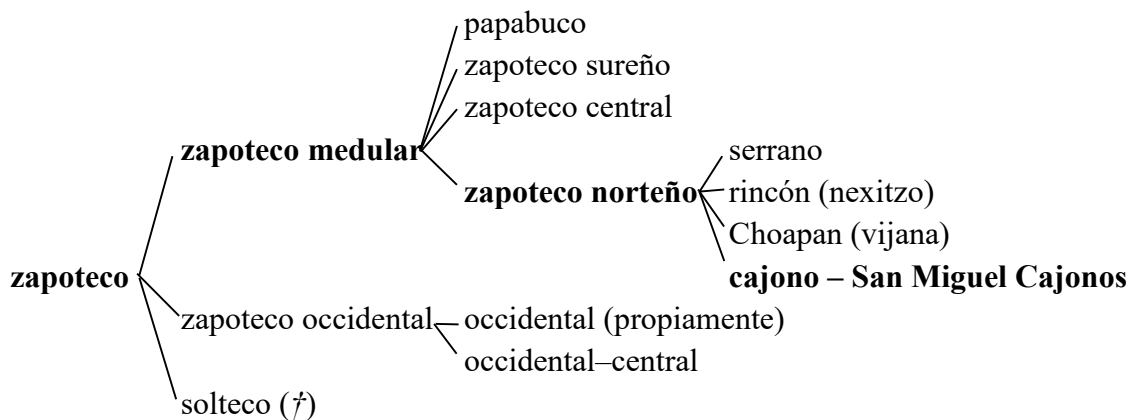 papabuco
zapoteco sureño
zapoteco central
zapoteco medular
serrano
zapoteco norteño
rincón (nexitzo)
Choapan (vijana)
cajono – San Miguel Cajonos
zapoteco
zapoteco occidental
occidental (propiamente)
occidental–central
solteco (†)